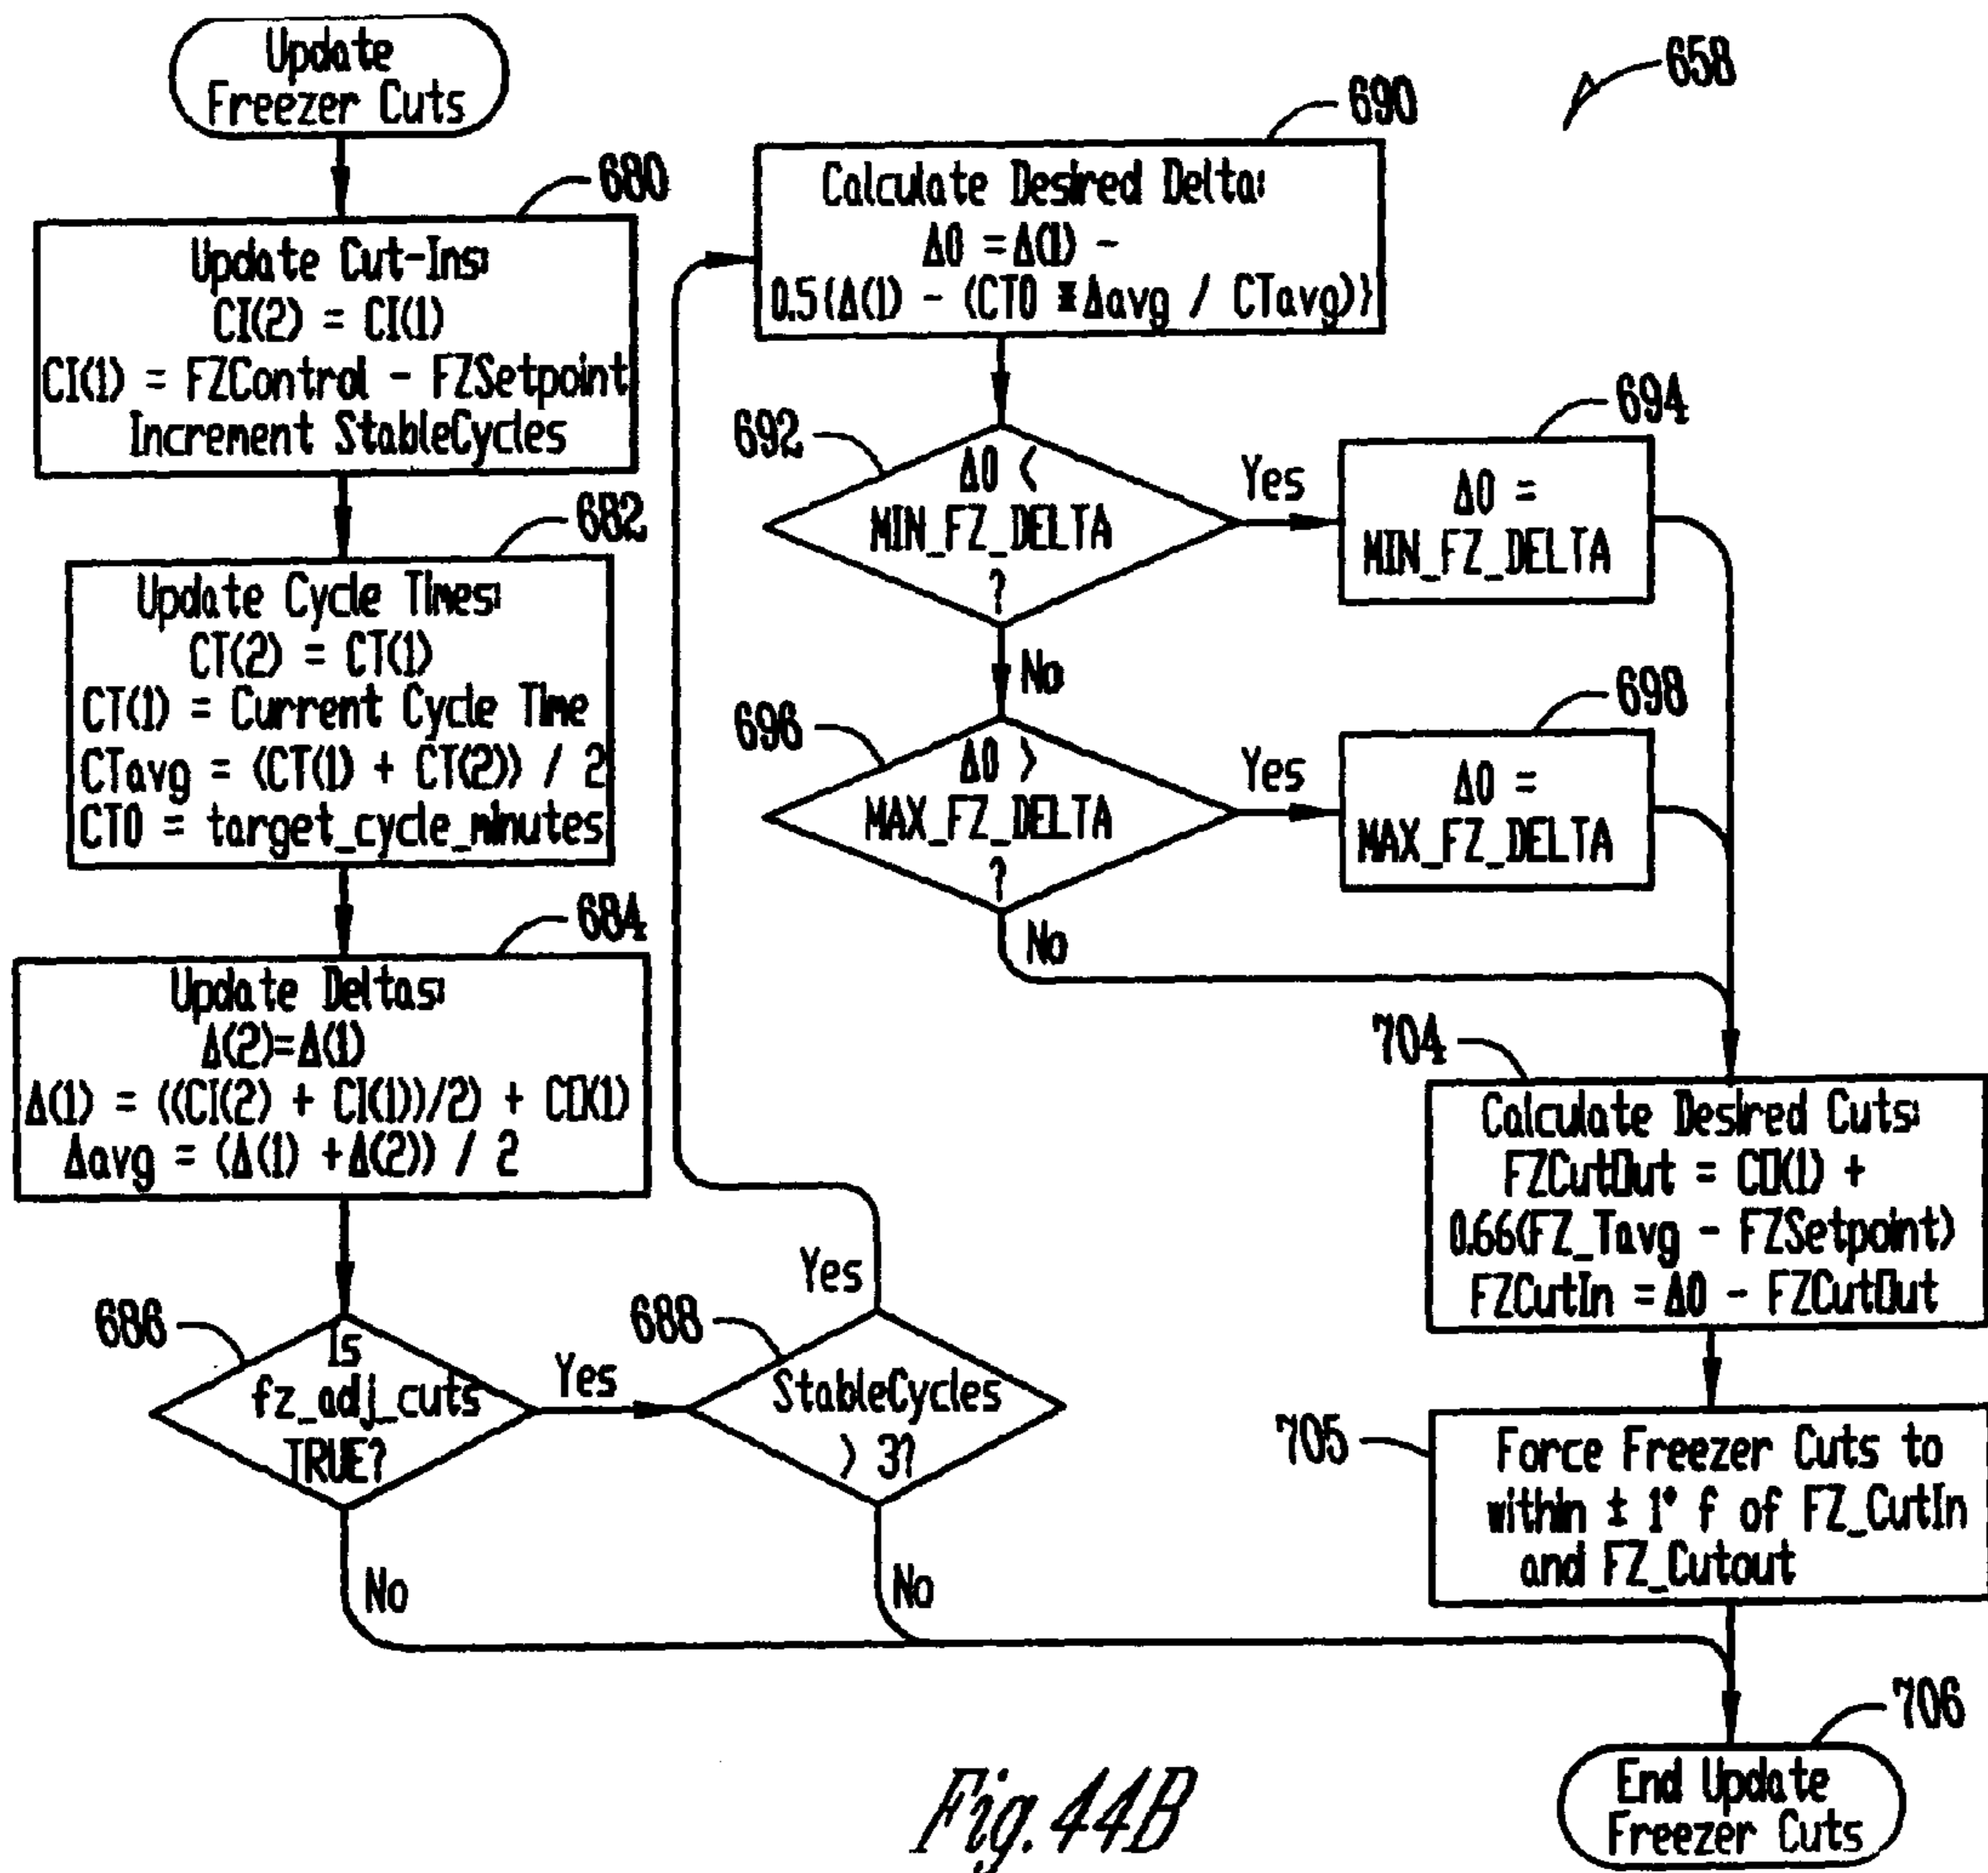 Update
Freezer Cuts
680
Update Cut-Ins:
CI(2) = CI(1)
CI(1) = FZControl - FZSetpoint
Increment StableCycles
682
Update Cycle Times:
CT(2) = CT(1)
CT(1) = Current Cycle Time
CTavg = (CT(1) + CT(2)) / 2
CT0 = target_cycle_minutes
684
Update Deltas:
Δ(2)=Δ(1)
Δ(1) = ((CI(2) + CI(1))/2) + CO(1)
Δavg = (Δ(1) +Δ(2)) / 2
686
Is
fz_adj_cuts
TRUE?
Yes
No
688
StableCycles
> 3?
Yes
No
658
690
Calculate Desired Delta:
Δ0 =Δ(1) -
0.5{Δ(1) - (CT0 *Δavg / CTavg)}
692
Δ0 <
MIN_FZ_DELTA
?
Yes
No
694
Δ0 =
MIN_FZ_DELTA
696
Δ0 >
MAX_FZ_DELTA
?
Yes
No
698
Δ0 =
MAX_FZ_DELTA
704
Calculate Desired Cuts:
FZCutOut = CO(1) +
0.66(FZ_Tavg - FZSetpoint)
FZCutIn =Δ0 - FZCutOut
705
Force Freezer Cuts to
within ± 1° f of FZ_CutIn
and FZ_Cutout
706
End Update
Freezer Cuts
Fig. 44B